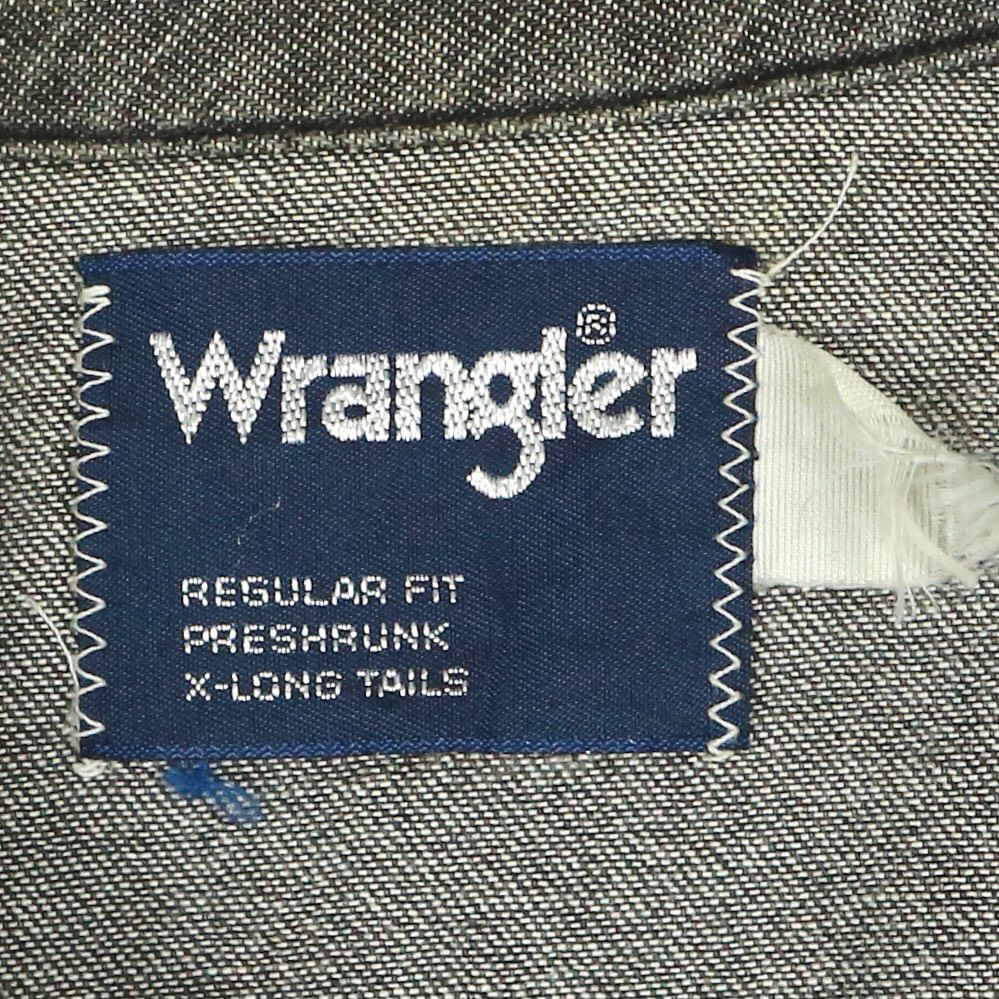 Wrangler®
REGULAR FIT
PRESHRUNK
X-LONG TAILS